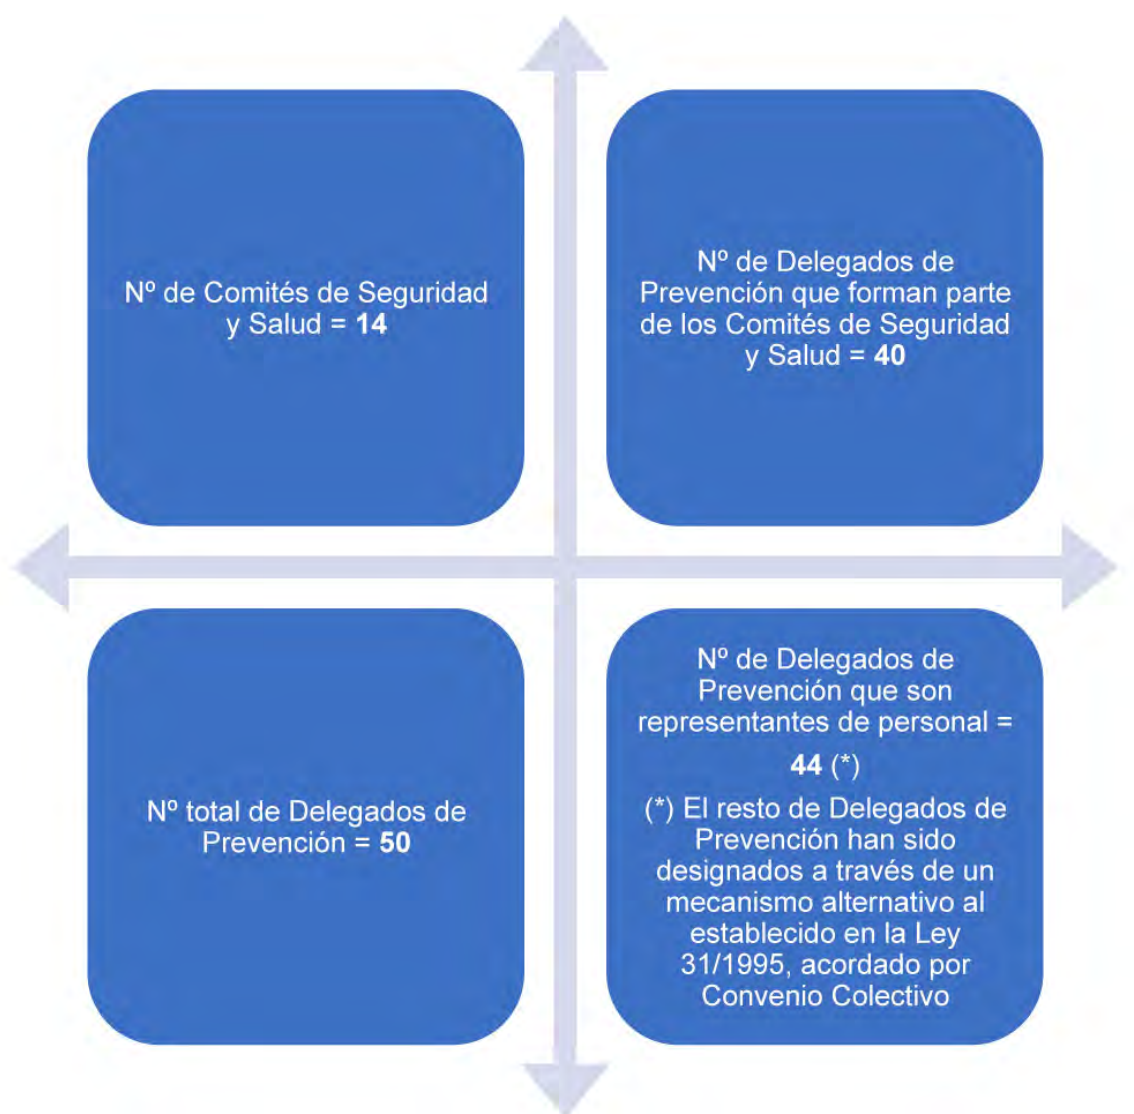 Nº de Comités de Seguridad
y Salud = 14
Nº de Delegados de
Prevención que forman parte
de los Comités de Seguridad
y Salud = 40
Nº total de Delegados de
Prevención = 50
Nº de Delegados de
Prevención que son
representantes de personal =
44 (*)
(*) El resto de Delegados de
Prevención han sido
designados a través de un
mecanismo alternativo al
establecido en la Ley
31/1995, acordado por
Convenio Colectivo